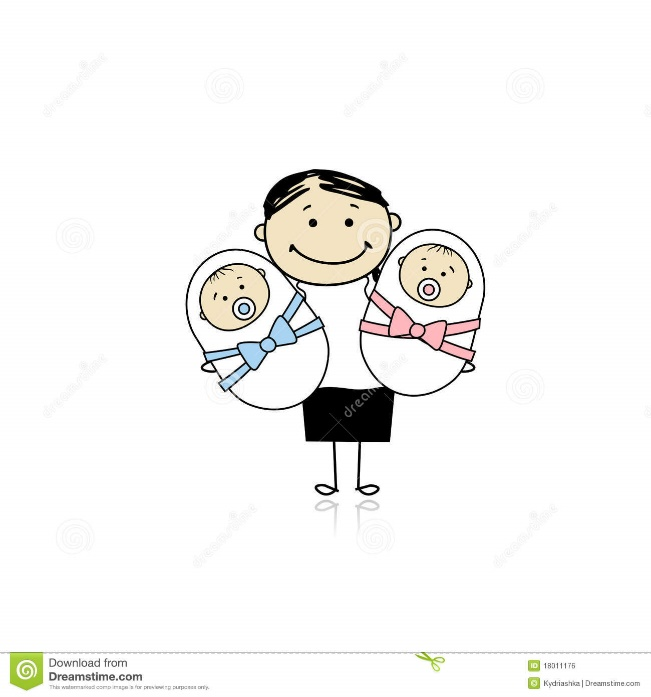 Download from
Dreamstime.com
This watermarked comp image is for previewing purposes only.
18011176
Kydriashka | Dreamstime.com